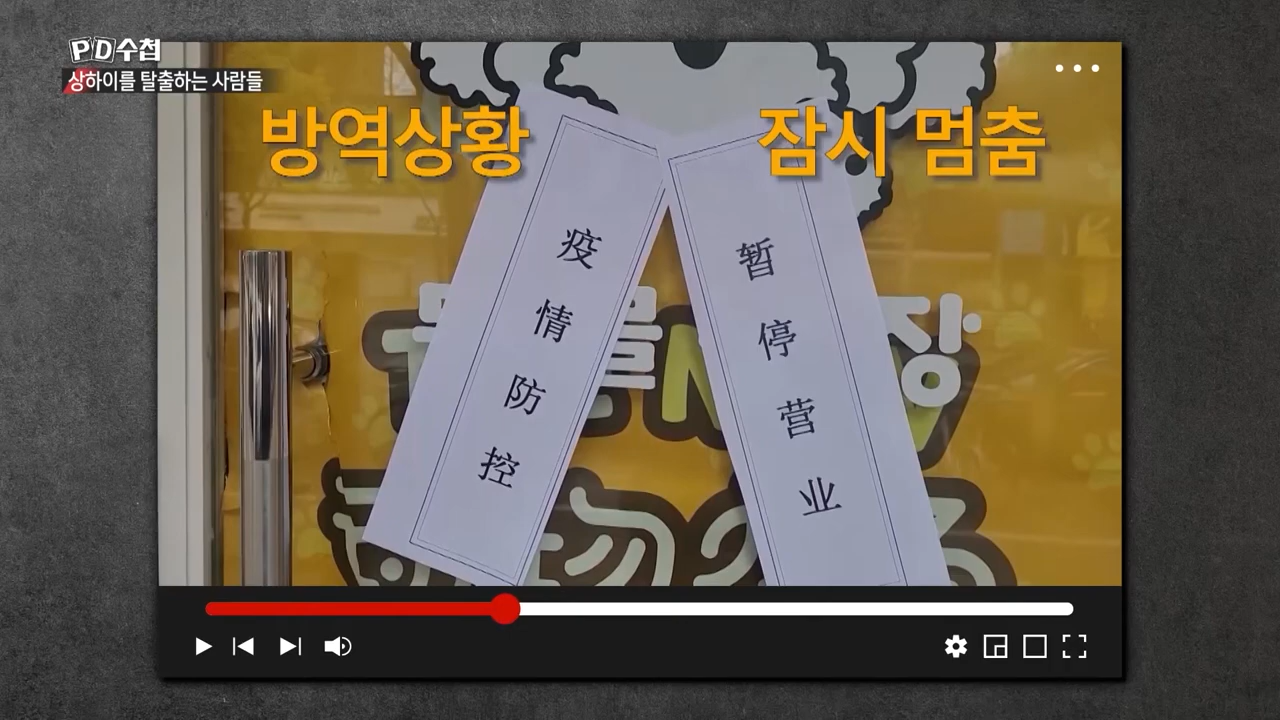 PD수첩
상하이를 탈출하는 사람들
방역상황
잠시 멈춤
疫情防控
暂停营业